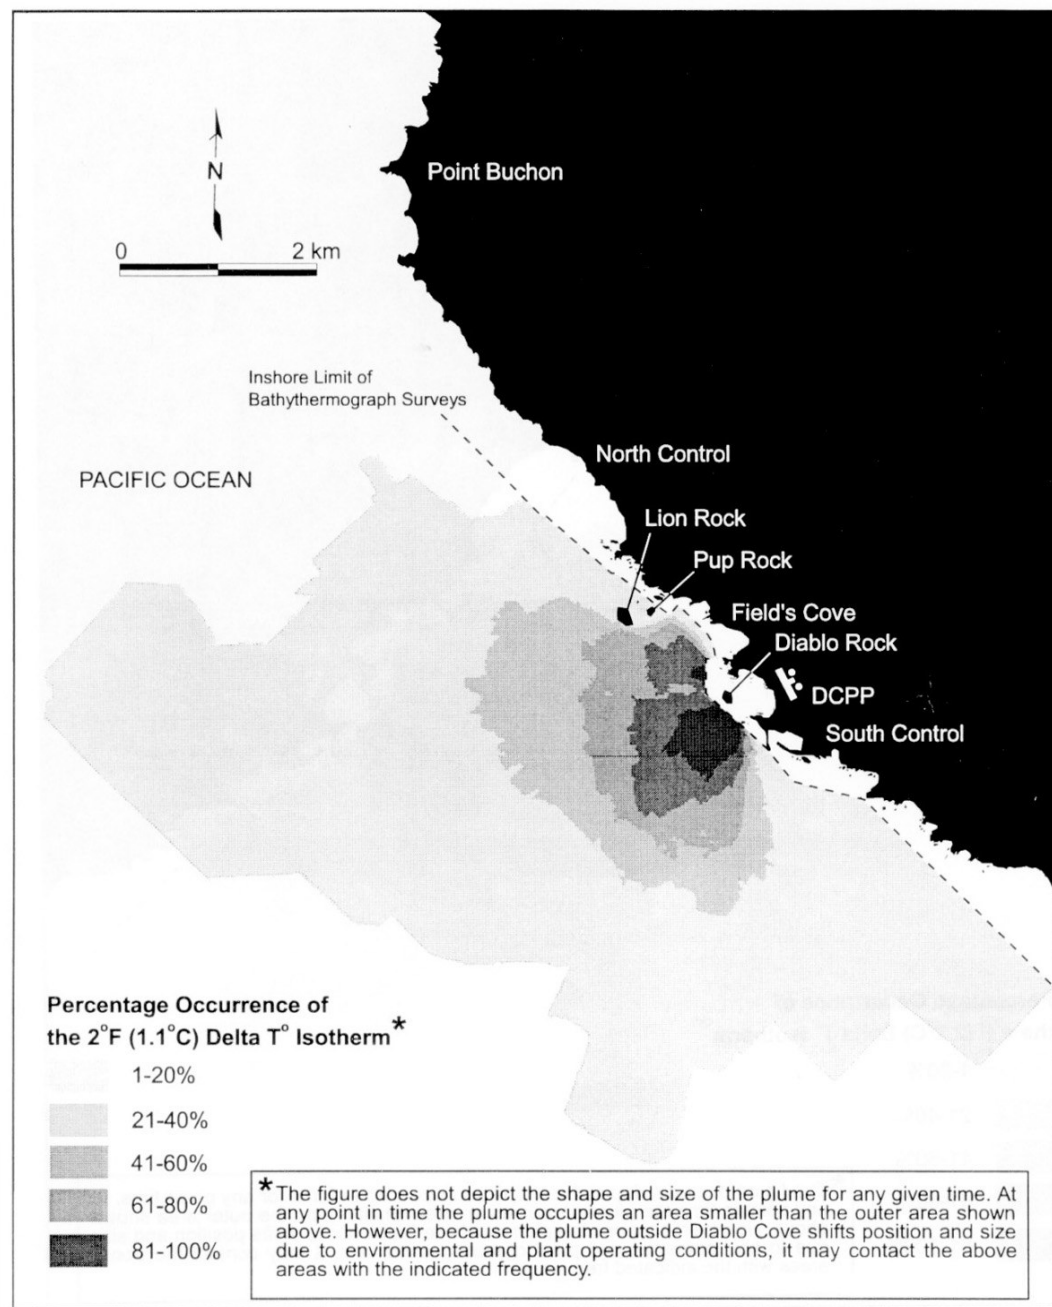 Point Buchon
N
0 2 km
Inshore Limit of
Bathythermograph Surveys
North Control
PACIFIC OCEAN
Lion Rock
Pup Rock
Field's Cove
Diablo Rock
DCPP
South Control
Percentage Occurrence of
the 2°F (1.1°C) Delta T° Isotherm*
1-20%
21-40%
41-60%
61-80%
81-100%
* The figure does not depict the shape and size of the plume for any given time. At
any point in time the plume occupies an area smaller than the outer area shown
above. However, because the plume outside Diablo Cove shifts position and size
due to environmental and plant operating conditions, it may contact the above
areas with the indicated frequency.